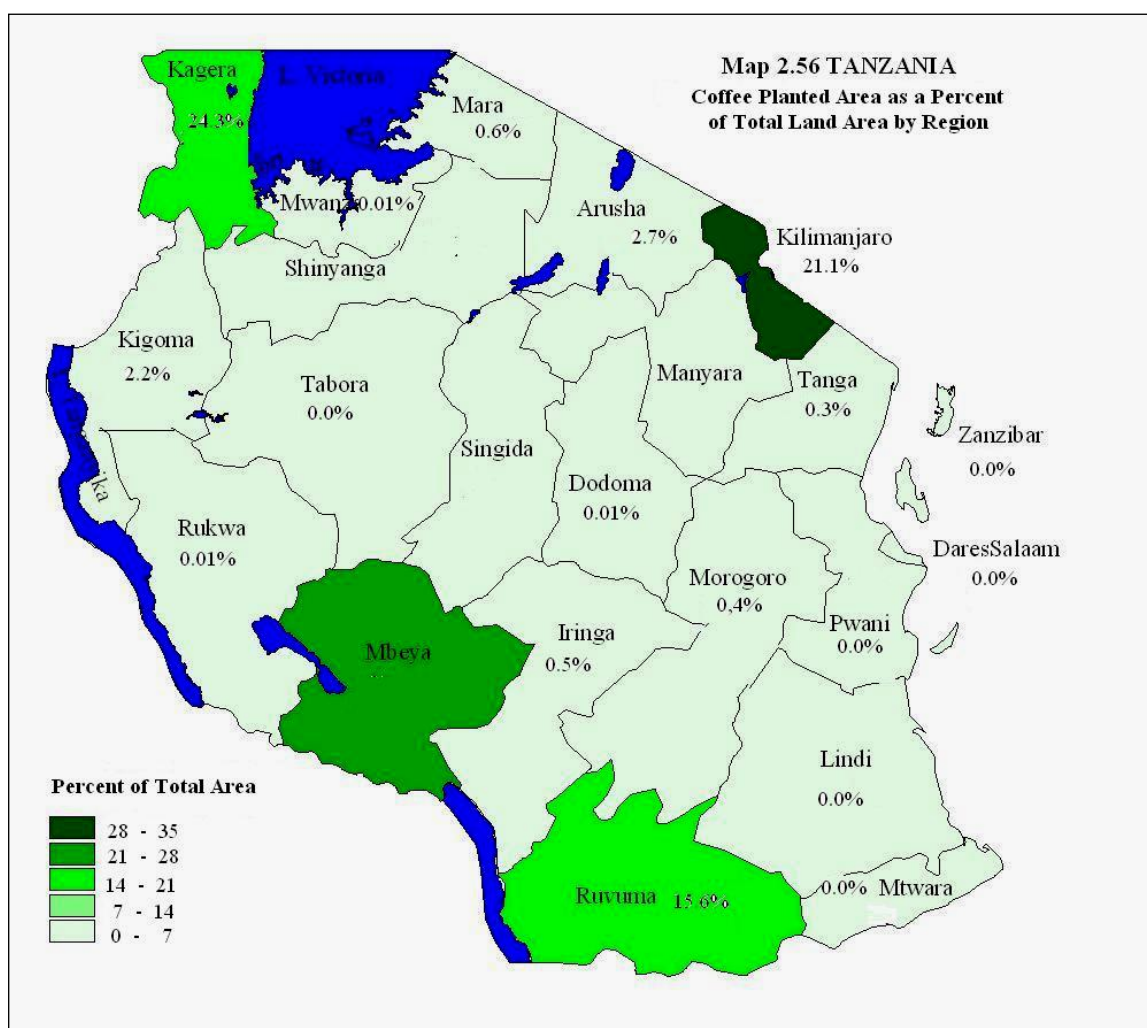 Map 2.56 TANZANIA
Coffee Planted Area as a Percent
of Total Land Area by Region
Kagera
24.3%
L. Victoria
Mara
0.6%
Mwanz 0.01%
Arusha
2.7%
Kilimanjaro
21.1%
Shinyanga
Kigoma
2.2%
Tabora
0.0%
Manyara
Tanga
0.3%
Singida
Zanzibar
0.0%
Dodoma
0.01%
Rukwa
0.01%
DaresSalaam
0.0%
Morogoro
0,4%
Pwani
0.0%
Iringa
0.5%
Mbeya
Lindi
0.0%
Ruvuma 15.6%
0.0% Mtwara
Percent of Total Area
28 - 35
21 - 28
14 - 21
7 - 14
0 - 7